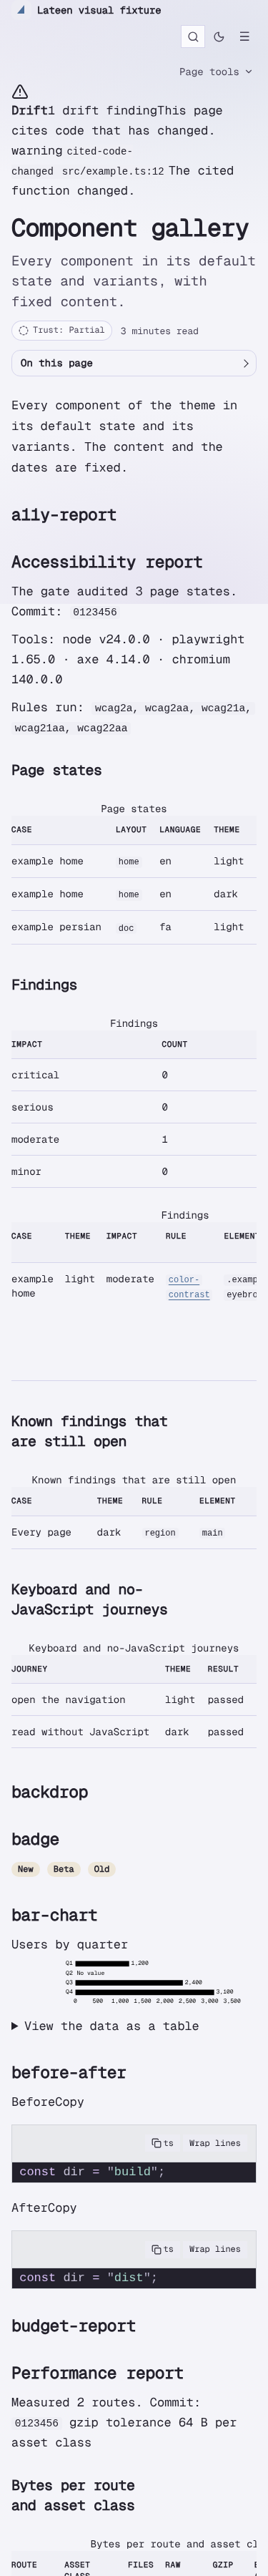 Lateen visual fixture
Page tools
Drift1 drift findingThis page
cites code that has changed.
warning cited-code-
changed src/example.ts:12 The cited
function changed.
Component gallery
Every component in its default
state and variants, with
fixed content.
Trust: Partial 3 minutes read
On this page
Every component of the theme in
its default state and its
variants. The content and the
dates are fixed.
a11y-report
Accessibility report
The gate audited 3 page states.
Commit: 0123456
Tools: node v24.0.0 · playwright
1.65.0 · axe 4.14.0 · chromium
140.0.0
Rules run: wcag2a, wcag2aa, wcag21a,
wcag21aa, wcag22aa
Page states
Page states
CASE LAYOUT LANGUAGE THEME
example home home en light
example home home en dark
example persian doc fa light
Findings
Findings
IMPACT COUNT
critical 0
serious 0
moderate 1
minor 0
Findings
CASE THEME IMPACT RULE ELEMENT
example light moderate color- .examp
home contrast eyebro
Known findings that
are still open
Known findings that are still open
CASE THEME RULE ELEMENT
Every page dark region main
Keyboard and no-
JavaScript journeys
Keyboard and no-JavaScript journeys
JOURNEY THEME RESULT
open the navigation light passed
read without JavaScript dark passed
backdrop
badge
New Beta Old
bar-chart
Users by quarter
Q1 1,200
Q2 No value
Q3 2,400
Q4 3,100
0 500 1,000 1,500 2,000 2,500 3,000 3,500
View the data as a table
before-after
BeforeCopy
ts Wrap lines
const dir = "build";
AfterCopy
ts Wrap lines
const dir = "dist";
budget-report
Performance report
Measured 2 routes. Commit:
0123456 gzip tolerance 64 B per
asset class
Bytes per route
and asset class
Bytes per route and asset cl
ROUTE ASSET FILES RAW GZIP